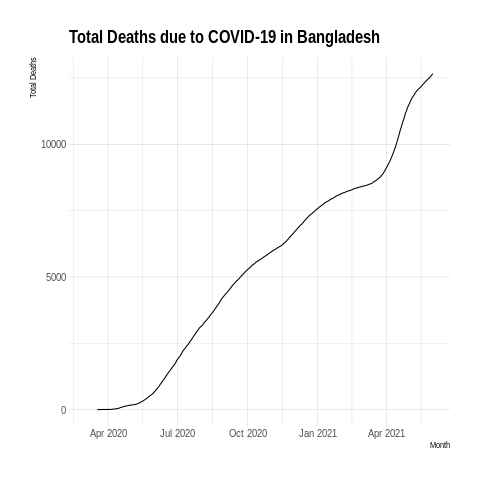 Total Deaths due to COVID-19 in Bangladesh
Total Deaths
10000
5000
0
Apr 2020 Jul 2020 Oct 2020 Jan 2021 Apr 2021
Month